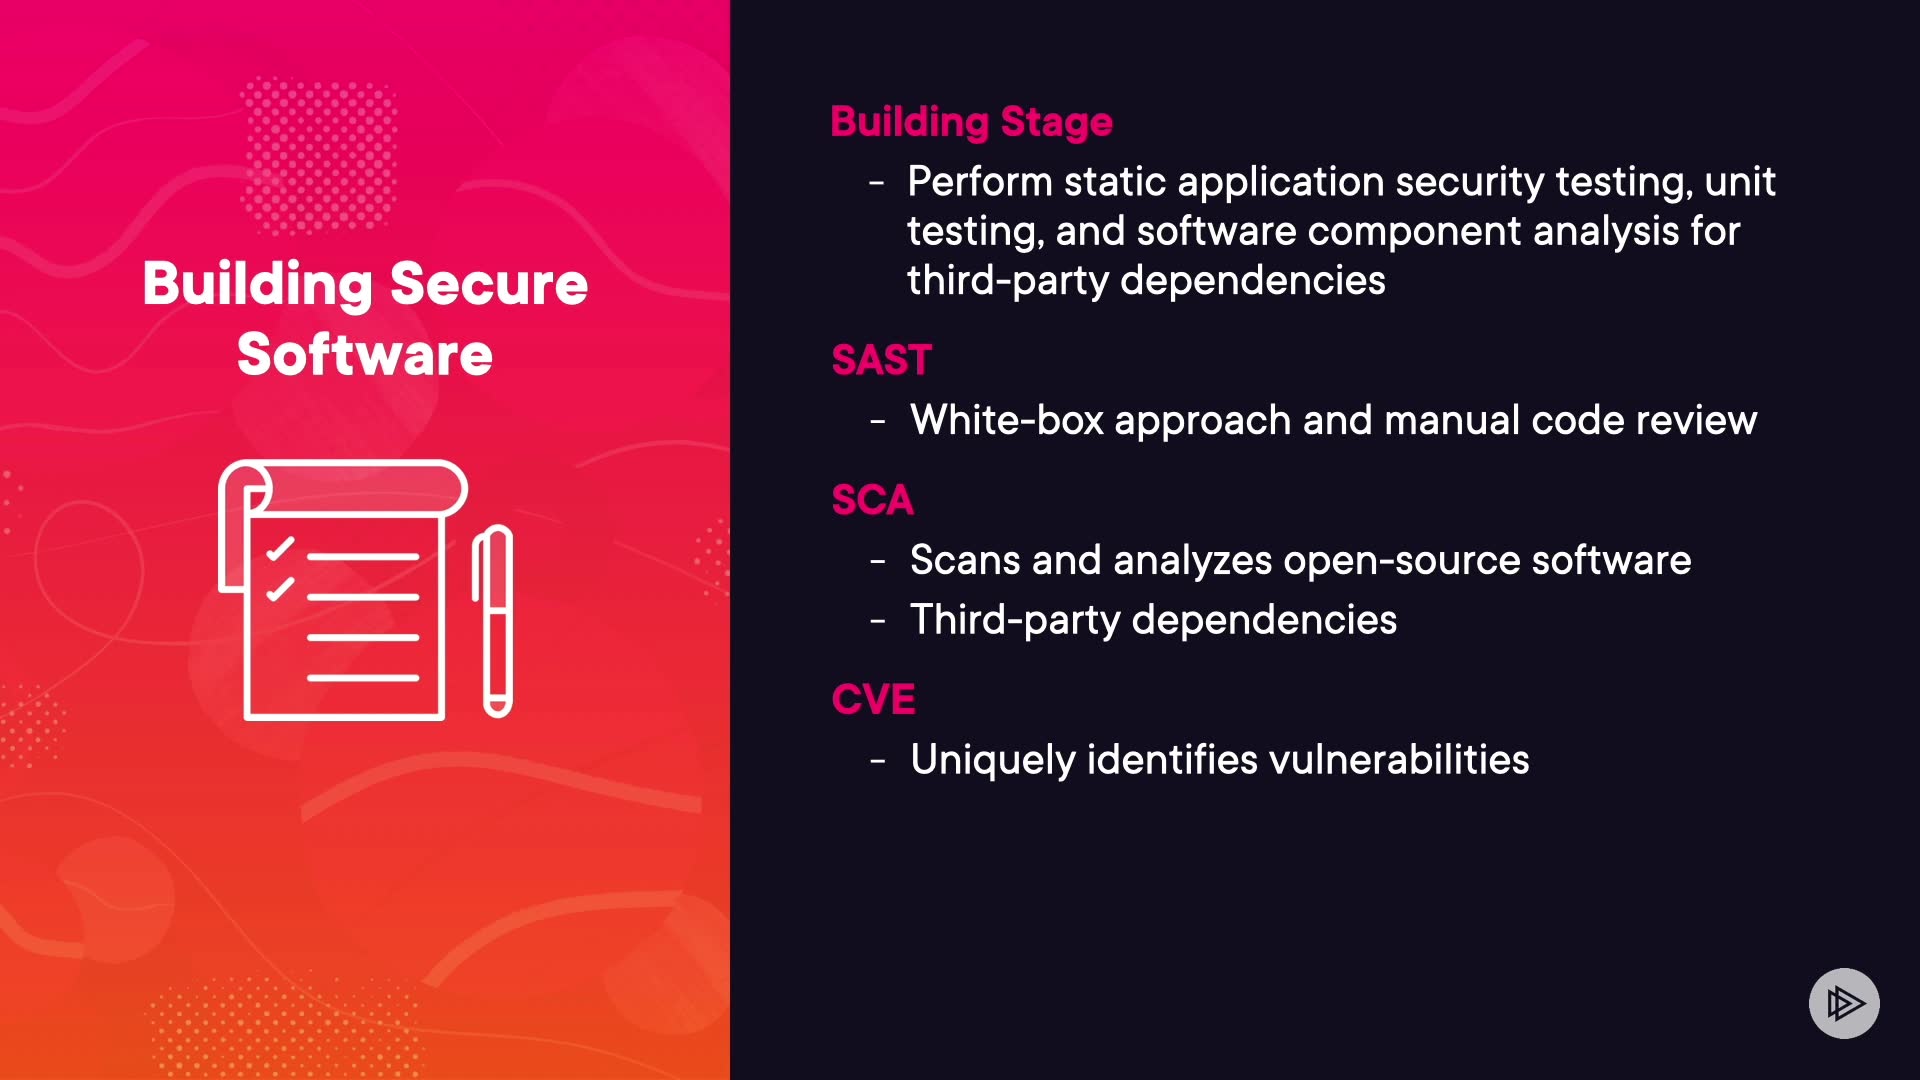 Building Secure
Software
Building Stage
- Perform static application security testing, unit
testing, and software component analysis for
third-party dependencies
SAST
- White-box approach and manual code review
SCA
- Scans and analyzes open-source software
- Third-party dependencies
CVE
- Uniquely identifies vulnerabilities